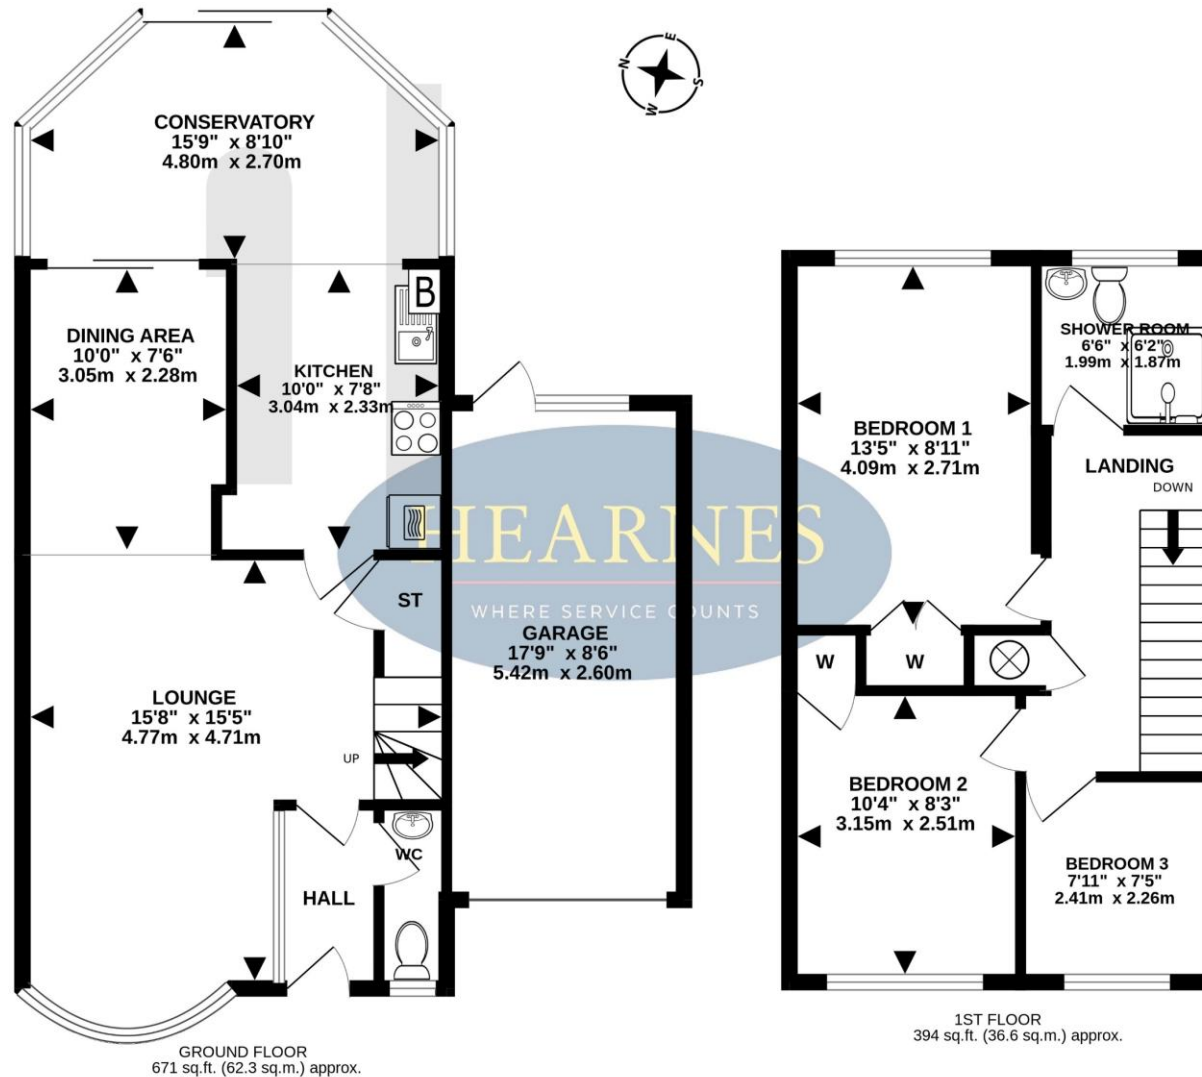 CONSERVATORY
15'9" x 8'10"
4.80m x 2.70m
N
E
S
W
DINING AREA
10'0" x 7'6"
3.05m x 2.28m
B
KITCHEN
10'0" x 7'8"
3.04m x 2.33m
HEARNES
WHERE SERVICE COUNTS
ST
GARAGE
17'9" x 8'6"
5.42m x 2.60m
LOUNGE
15'8" x 15'5"
4.77m x 4.71m
UP
WC
HALL
GROUND FLOOR
671 sq.ft. (62.3 sq.m.) approx.
SHOWER ROOM
6'6" x 6'2"
1.99m x 1.87m
BEDROOM 1
13'5" x 8'11"
4.09m x 2.71m
LANDING
DOWN
W
W
BEDROOM 2
10'4" x 8'3"
3.15m x 2.51m
BEDROOM 3
7'11" x 7'5"
2.41m x 2.26m
1ST FLOOR
394 sq.ft. (36.6 sq.m.) approx.